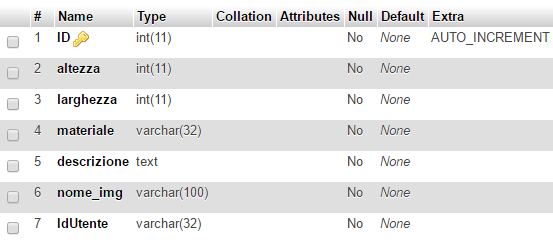 # Name Type Collation Attributes Null Default Extra
1 ID int(11) No None AUTO_INCREMENT
2 altezza int(11) No None
3 larghezza int(11) No None
4 materiale varchar(32) No None
5 descrizione text No None
6 nome_img varchar(100) No None
7 IdUtente varchar(32) No None